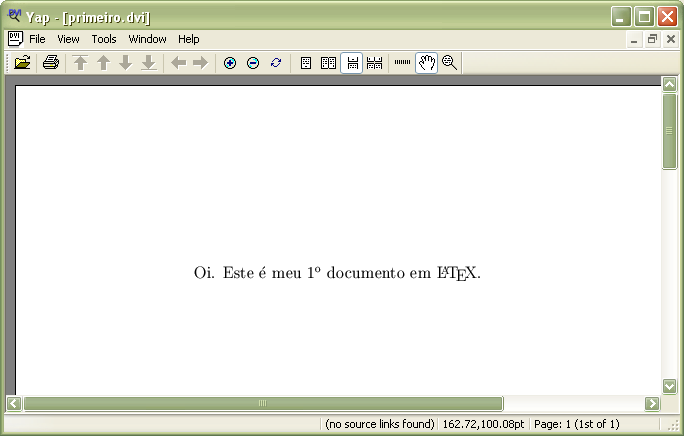 Yap - [primeiro.dvi]
File View Tools Window Help
Oi. Este é meu 1º documento em LATEX.
(no source links found) 162.72,100.08pt Page: 1 (1st of 1)